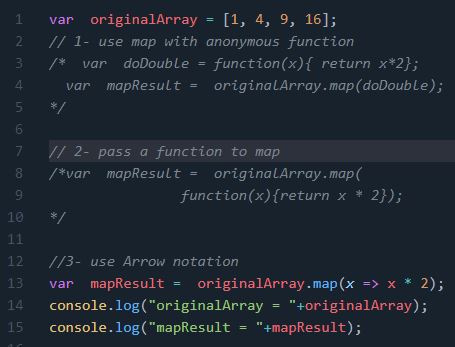 1 var originalArray = [1, 4, 9, 16];
2 // 1- use map with anonymous function
3 /* var doDouble = function(x){ return x*2};
4 var mapResult = originalArray.map(doDouble);
5 */
6
7 // 2- pass a function to map
8 /*var mapResult = originalArray.map(
9 function(x){return x * 2});
10 */
11
12 //3- use Arrow notation
13 var mapResult = originalArray.map(x => x * 2);
14 console.log("originalArray = "+originalArray);
15 console.log("mapResult = "+mapResult);